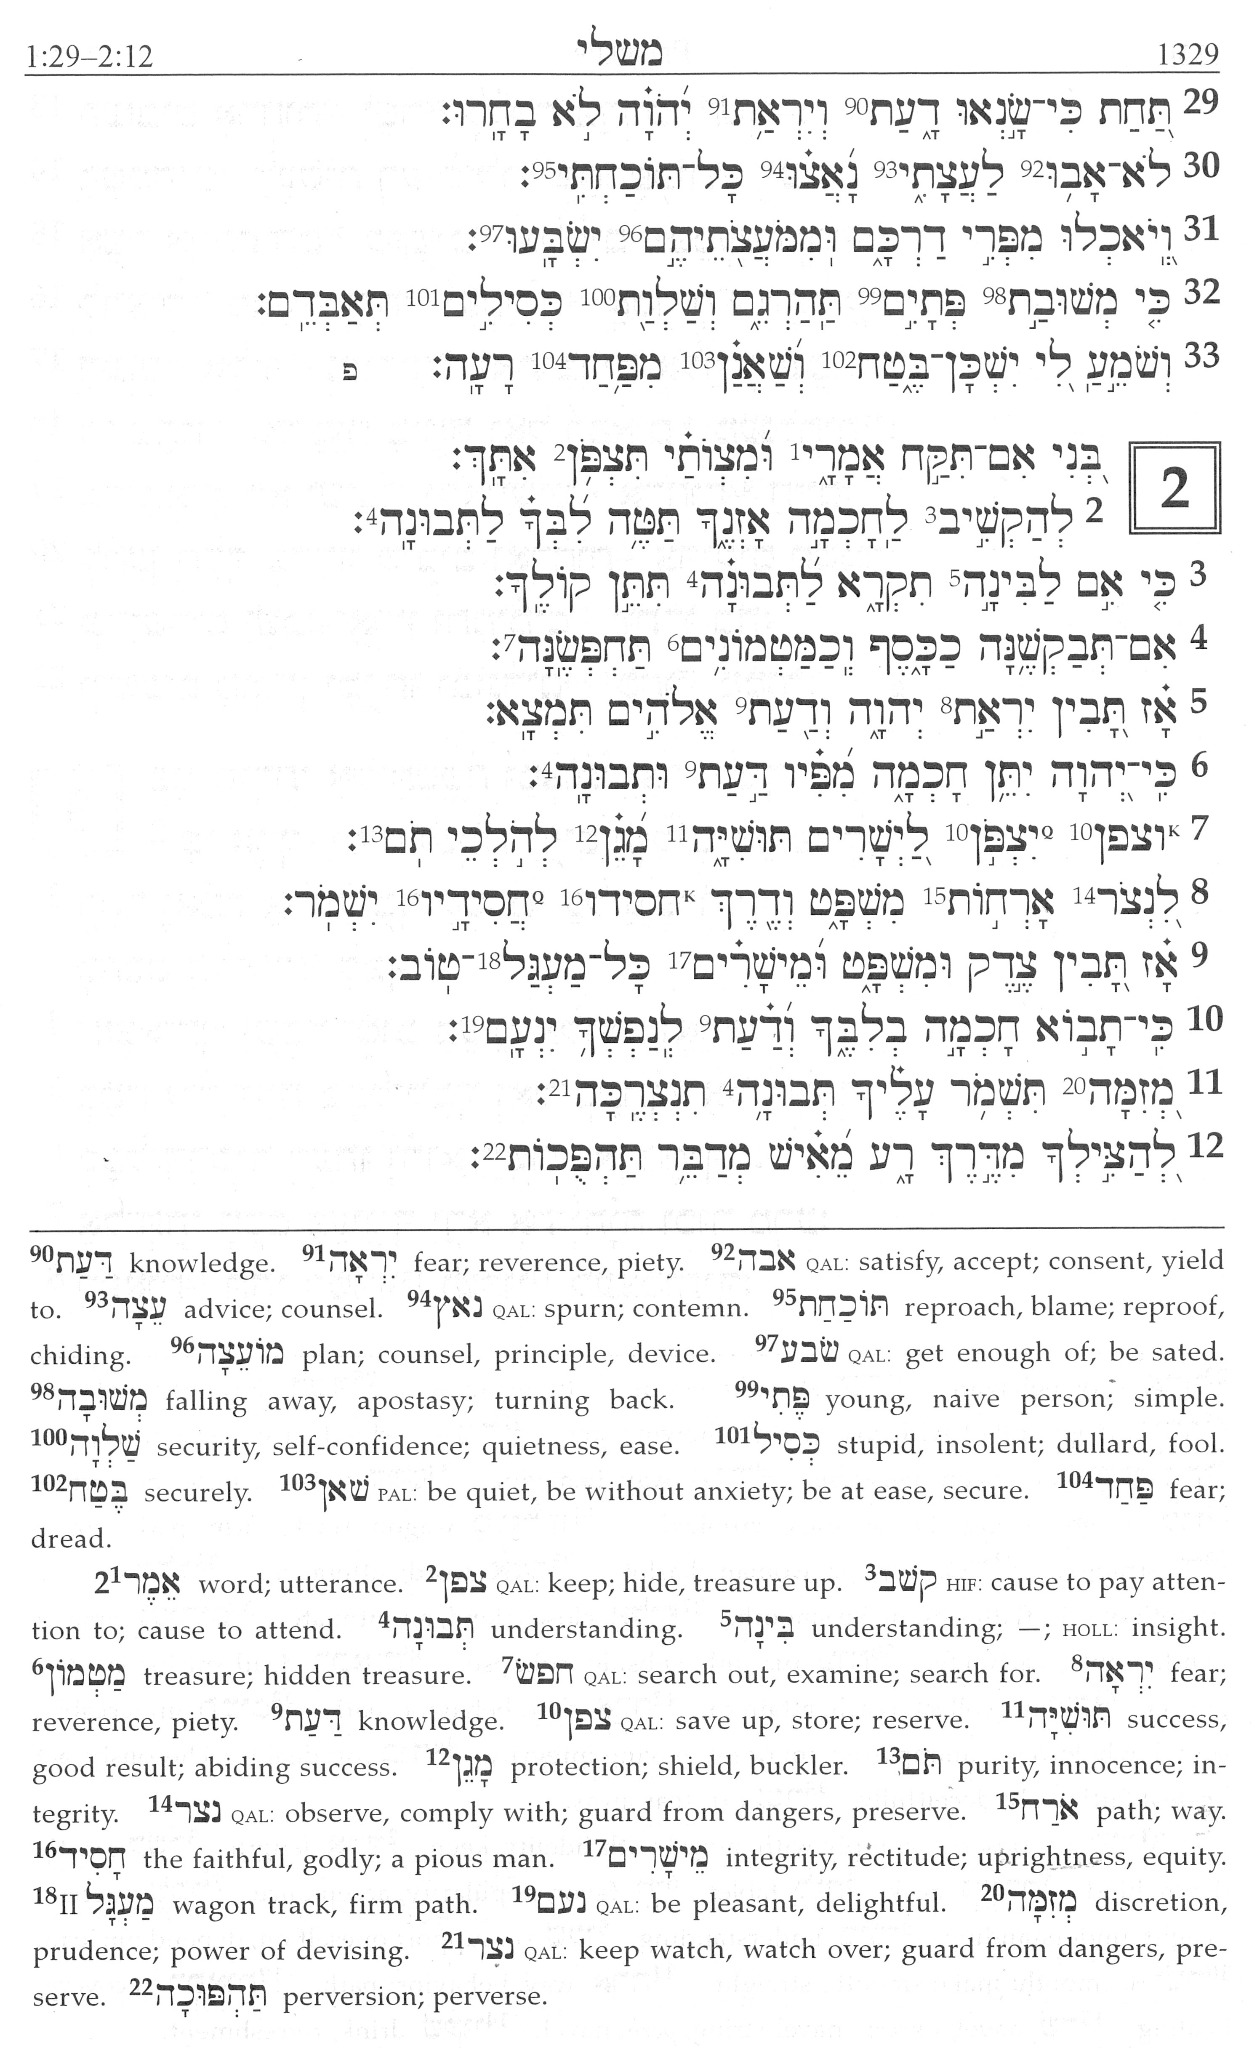 1:29–2:12 משלי 1329
29 תַּ֭חַת כִּי־שָׂ֣נְאוּ דָ֑עַת90 וְיִרְאַ֥ת91 יְ֝הוָ֗ה לֹ֣א בָחָֽרוּ׃
30 לֹא־אָב֥וּ92 לַעֲצָתִ֑י93 נָ֝אֲצ֗וּ94 כָּל־תּוֹכַחְתִּֽי95׃
31 וְֽיֹאכְל֗וּ מִפְּרִ֥י דַרְכָּ֑ם וּֽמִמֹּעֲצֹ֖תֵיהֶ֣ם96 יִשְׂבָּֽעוּ97׃
32 כִּ֤י מְשׁוּבַ֣ת98 פְּתָיִ֣ם99 תַּֽהַרְגֵ֑ם וְשַׁלְוַ֖ת100 כְּסִילִ֣ים101 תְּאַבְּדֵֽם׃
33 וְשֹׁמֵ֣עַֽ לִ֭י יִשְׁכָּן־בֶּ֑טַח102 וְ֝שַׁאֲנַ֗ן103 מִפַּ֥חַד104 רָעָֽה׃ פ
2 בְּ֭נִי אִם־תִּקַּ֣ח אֲמָרָ֑י1 וּ֝מִצְוֺתַ֗י תִּצְפֹּ֥ן2 אִתָּֽךְ׃
2 לְהַקְשִׁ֣יב3 לַֽחָכְמָ֣ה אָזְנֶ֑ךָ תַּטֶּ֥ה לִ֝בְּךָ֗ לַתְּבוּנָֽה4׃
3 כִּ֤י אִ֣ם לַבִּינָ֣ה5 תִקְרָ֑א לַ֝תְּבוּנָ֗ה4 תִּתֵּ֥ן קוֹלֶֽךָ׃
4 אִם־תְּבַקְשֶׁ֥נָּה כַכָּ֑סֶף וְֽכַמַּטְמוֹנִ֥ים6 תַּחְפְּשֶֽׂנָּה7׃
5 אָ֗ז תָּ֭בִין יִרְאַ֣ת8 יְהוָ֑ה וְדַ֖עַת9 אֱלֹהִ֣ים תִּמְצָֽא׃
6 כִּֽי־יְ֭הוָה יִתֵּ֣ן חָכְמָ֑ה מִ֝פִּ֗יו דַּ֣עַת9 וּתְבוּנָֽה4׃
7 Kוצפן10 Qיִצְפֹּ֣ן10 לַ֭יְשָׁרִים תּוּשִׁיָּ֑ה11 מָ֝גֵ֗ן12 לְהֹ֣לְכֵי תֹֽם13׃
8 לִ֭נְצֹר14 אָרְח֣וֹת15 מִשְׁפָּ֑ט וְדֶ֖רֶךְ Kחסידו16 Qחֲסִידָ֣יו16 יִשְׁמֹֽר׃
9 אָ֗ז תָּ֭בִין צֶ֣דֶק וּמִשְׁפָּ֑ט וּ֝מֵישָׁרִ֗ים17 כָּל־מַעְגַּל18־טֽוֹב׃
10 כִּֽי־תָב֣וֹא חָכְמָ֣ה בְלִבֶּ֑ךָ וְ֝דַ֗עַת9 לְֽנַפְשְׁךָ֥ יִנְעָֽם19׃
11 מְ֭זִמָּה20 תִּשְׁמֹ֥ר עָלֶ֗יךָ תְּבוּנָ֥ה4 תִנְצְרֶֽכָּה21׃
12 לְ֭הַצִּ֣ילְךָ מִדֶּ֣רֶךְ רָ֑ע מֵ֝אִ֗ישׁ מְדַבֵּ֥ר תַּהְפֻּכֽוֹת22׃
90דַּעַת knowledge. 91יִרְאָה fear; reverence, piety. 92אבה QAL: satisfy, accept; consent, yield
to. 93עֵצָה advice; counsel. 94נאץ QAL: spurn; contemn. 95תּוֹכַחַת reproach, blame; reproof,
chiding. 96מוֹעֵצָה plan; counsel, principle, device. 97שׂבע QAL: get enough of; be sated.
98מְשׁוּבָה falling away, apostasy; turning back. 99פֶּתִי young, naive person; simple.
100שַׁלְוָה security, self-confidence; quietness, ease. 101כְּסִיל stupid, insolent; dullard, fool.
102בֶּטַח securely. 103שׁאן PAL: be quiet, be without anxiety; be at ease, secure. 104פַּחַד fear;
dread.
21אֵמֶר word; utterance. 2צפן QAL: keep; hide, treasure up. 3קשׁב HIF: cause to pay atten-
tion to; cause to attend. 4תְּבוּנָה understanding. 5בִּינָה understanding; —; HOLL: insight.
6מַטְמוֹן treasure; hidden treasure. 7חפשׂ QAL: search out, examine; search for. 8יִרְאָה fear;
reverence, piety. 9דַּעַת knowledge. 10צפן QAL: save up, store; reserve. 11תּוּשִׁיָּה success,
good result; abiding success. 12מָגֵן protection; shield, buckler. 13תֹּם purity, innocence; in-
tegrity. 14נצר QAL: observe, comply with; guard from dangers, preserve. 15אֹרַח path; way.
16חָסִיד the faithful, godly; a pious man. 17מֵישָׁרִים integrity, rectitude; uprightness, equity.
18II מַעְגָּל wagon track, firm path. 19נעם QAL: be pleasant, delightful. 20מְזִמָּה discretion,
prudence; power of devising. 21נצר QAL: keep watch, watch over; guard from dangers, pre-
serve. 22תַּהְפּוּכָה perversion; perverse.